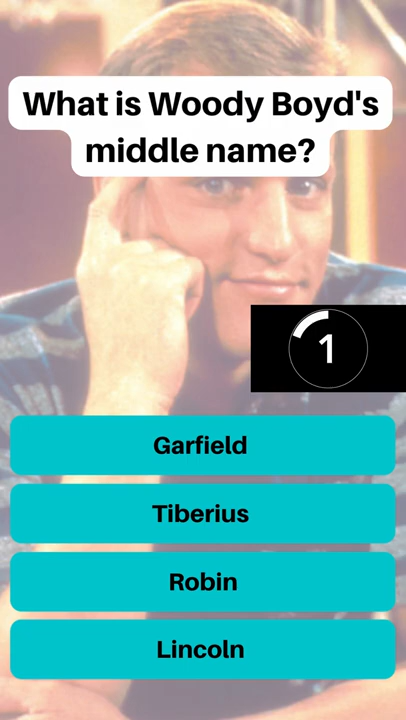 What is Woody Boyd's
middle name?
1
Garfield
Tiberius
Robin
Lincoln